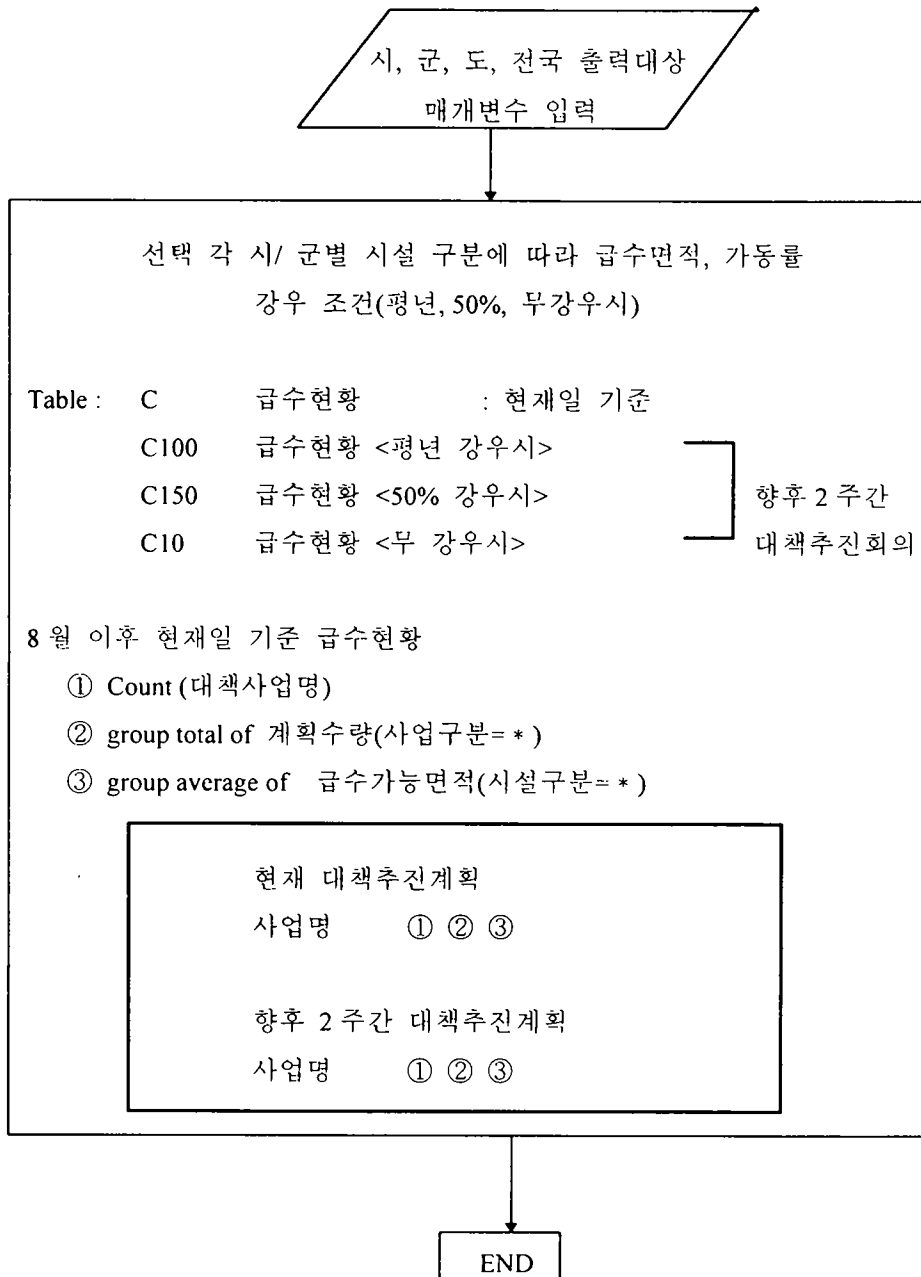 시, 군, 도, 전국 출력대상
매개변수 입력
선택 각 시/ 군별 시설 구분에 따라 급수면적, 가동률
강우 조건(평년, 50%, 무강우시)
Table : C 급수현황 : 현재일 기준
C100 급수현황 <평년 강우시>
C150 급수현황 <50% 강우시> 향후 2 주간
C10 급수현황 <무 강우시> 대책추진회의
8 월 이후 현재일 기준 급수현황
① Count (대책사업명)
② group total of 계획수량(사업구분= * )
③ group average of 급수가능면적(시설구분= * )
현재 대책추진계획
사업명 ① ② ③
향후 2 주간 대책추진계획
사업명 ① ② ③
END